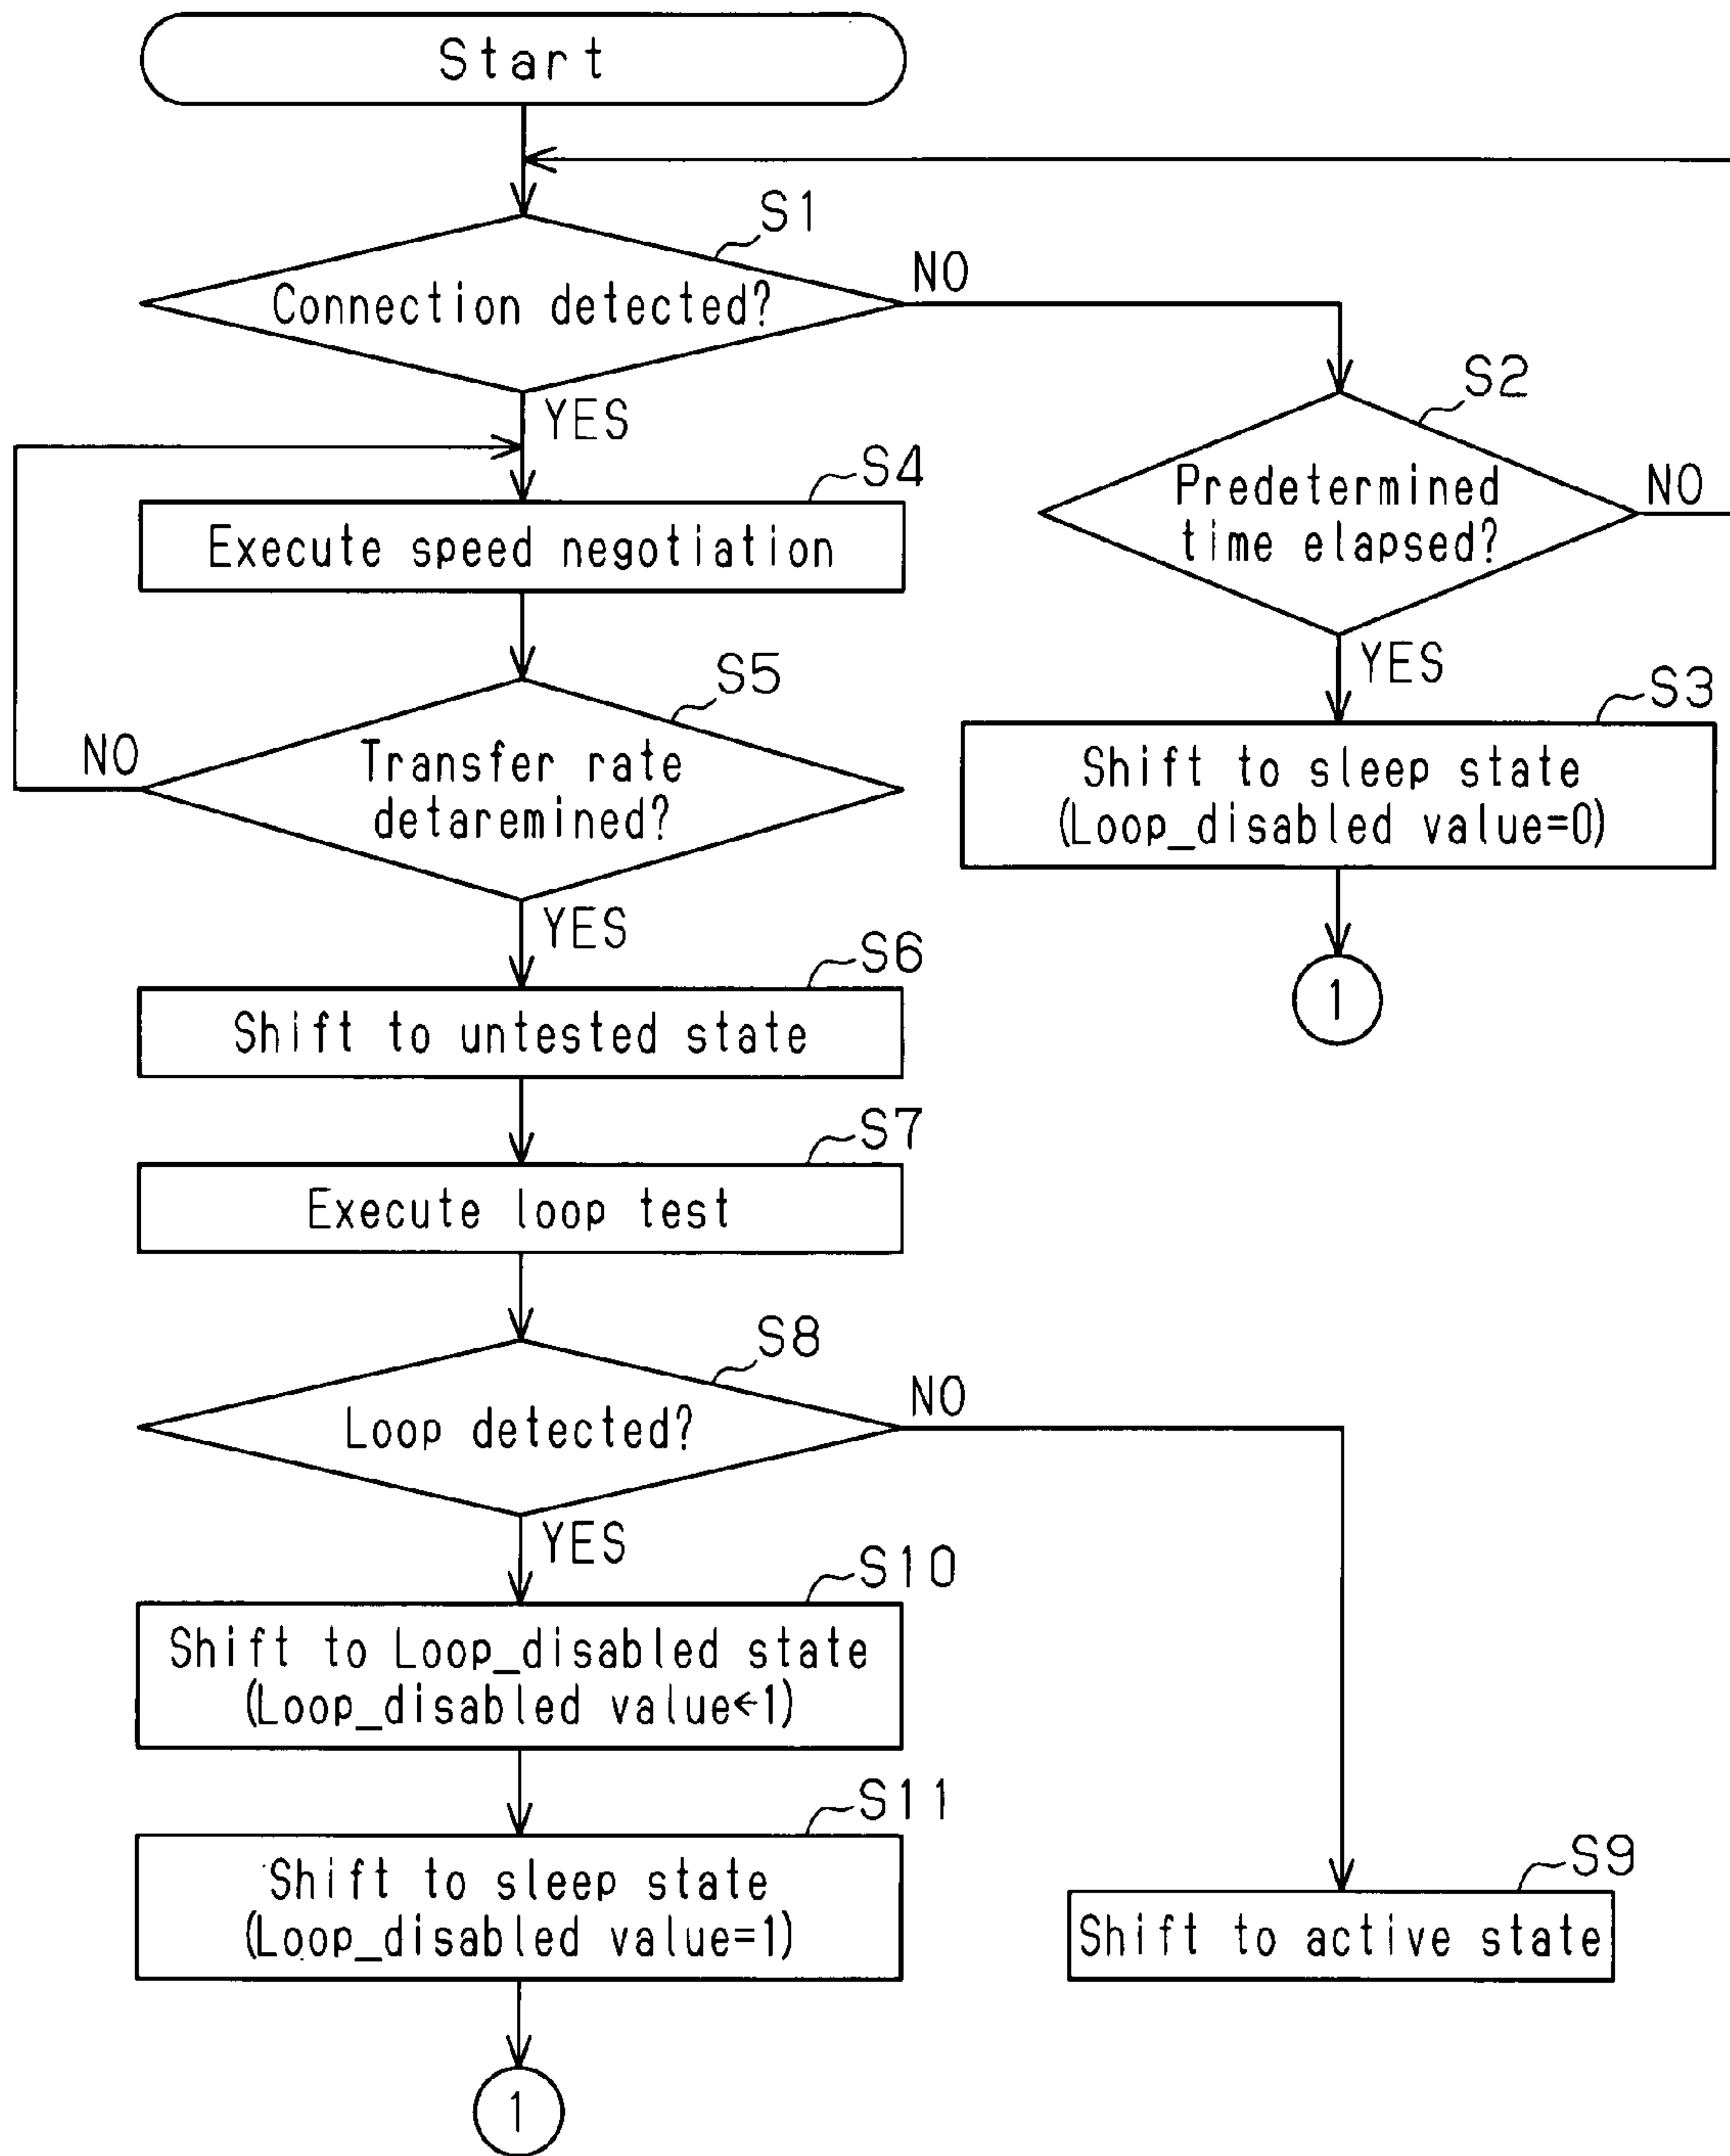 Start
S1
Connection detected?
NO
YES
S2
Predetermined
time elapsed?
NO
YES
S3
Shift to sleep state
(Loop_disabled value=0)
1
S4
Execute speed negotiation
S5
Transfer rate
detaremined?
NO
YES
S6
Shift to untested state
S7
Execute loop test
S8
Loop detected?
NO
YES
S10
Shift to Loop_disabled state
(Loop_disabled value←1)
S11
Shift to sleep state
(Loop_disabled value=1)
1
S9
Shift to active state